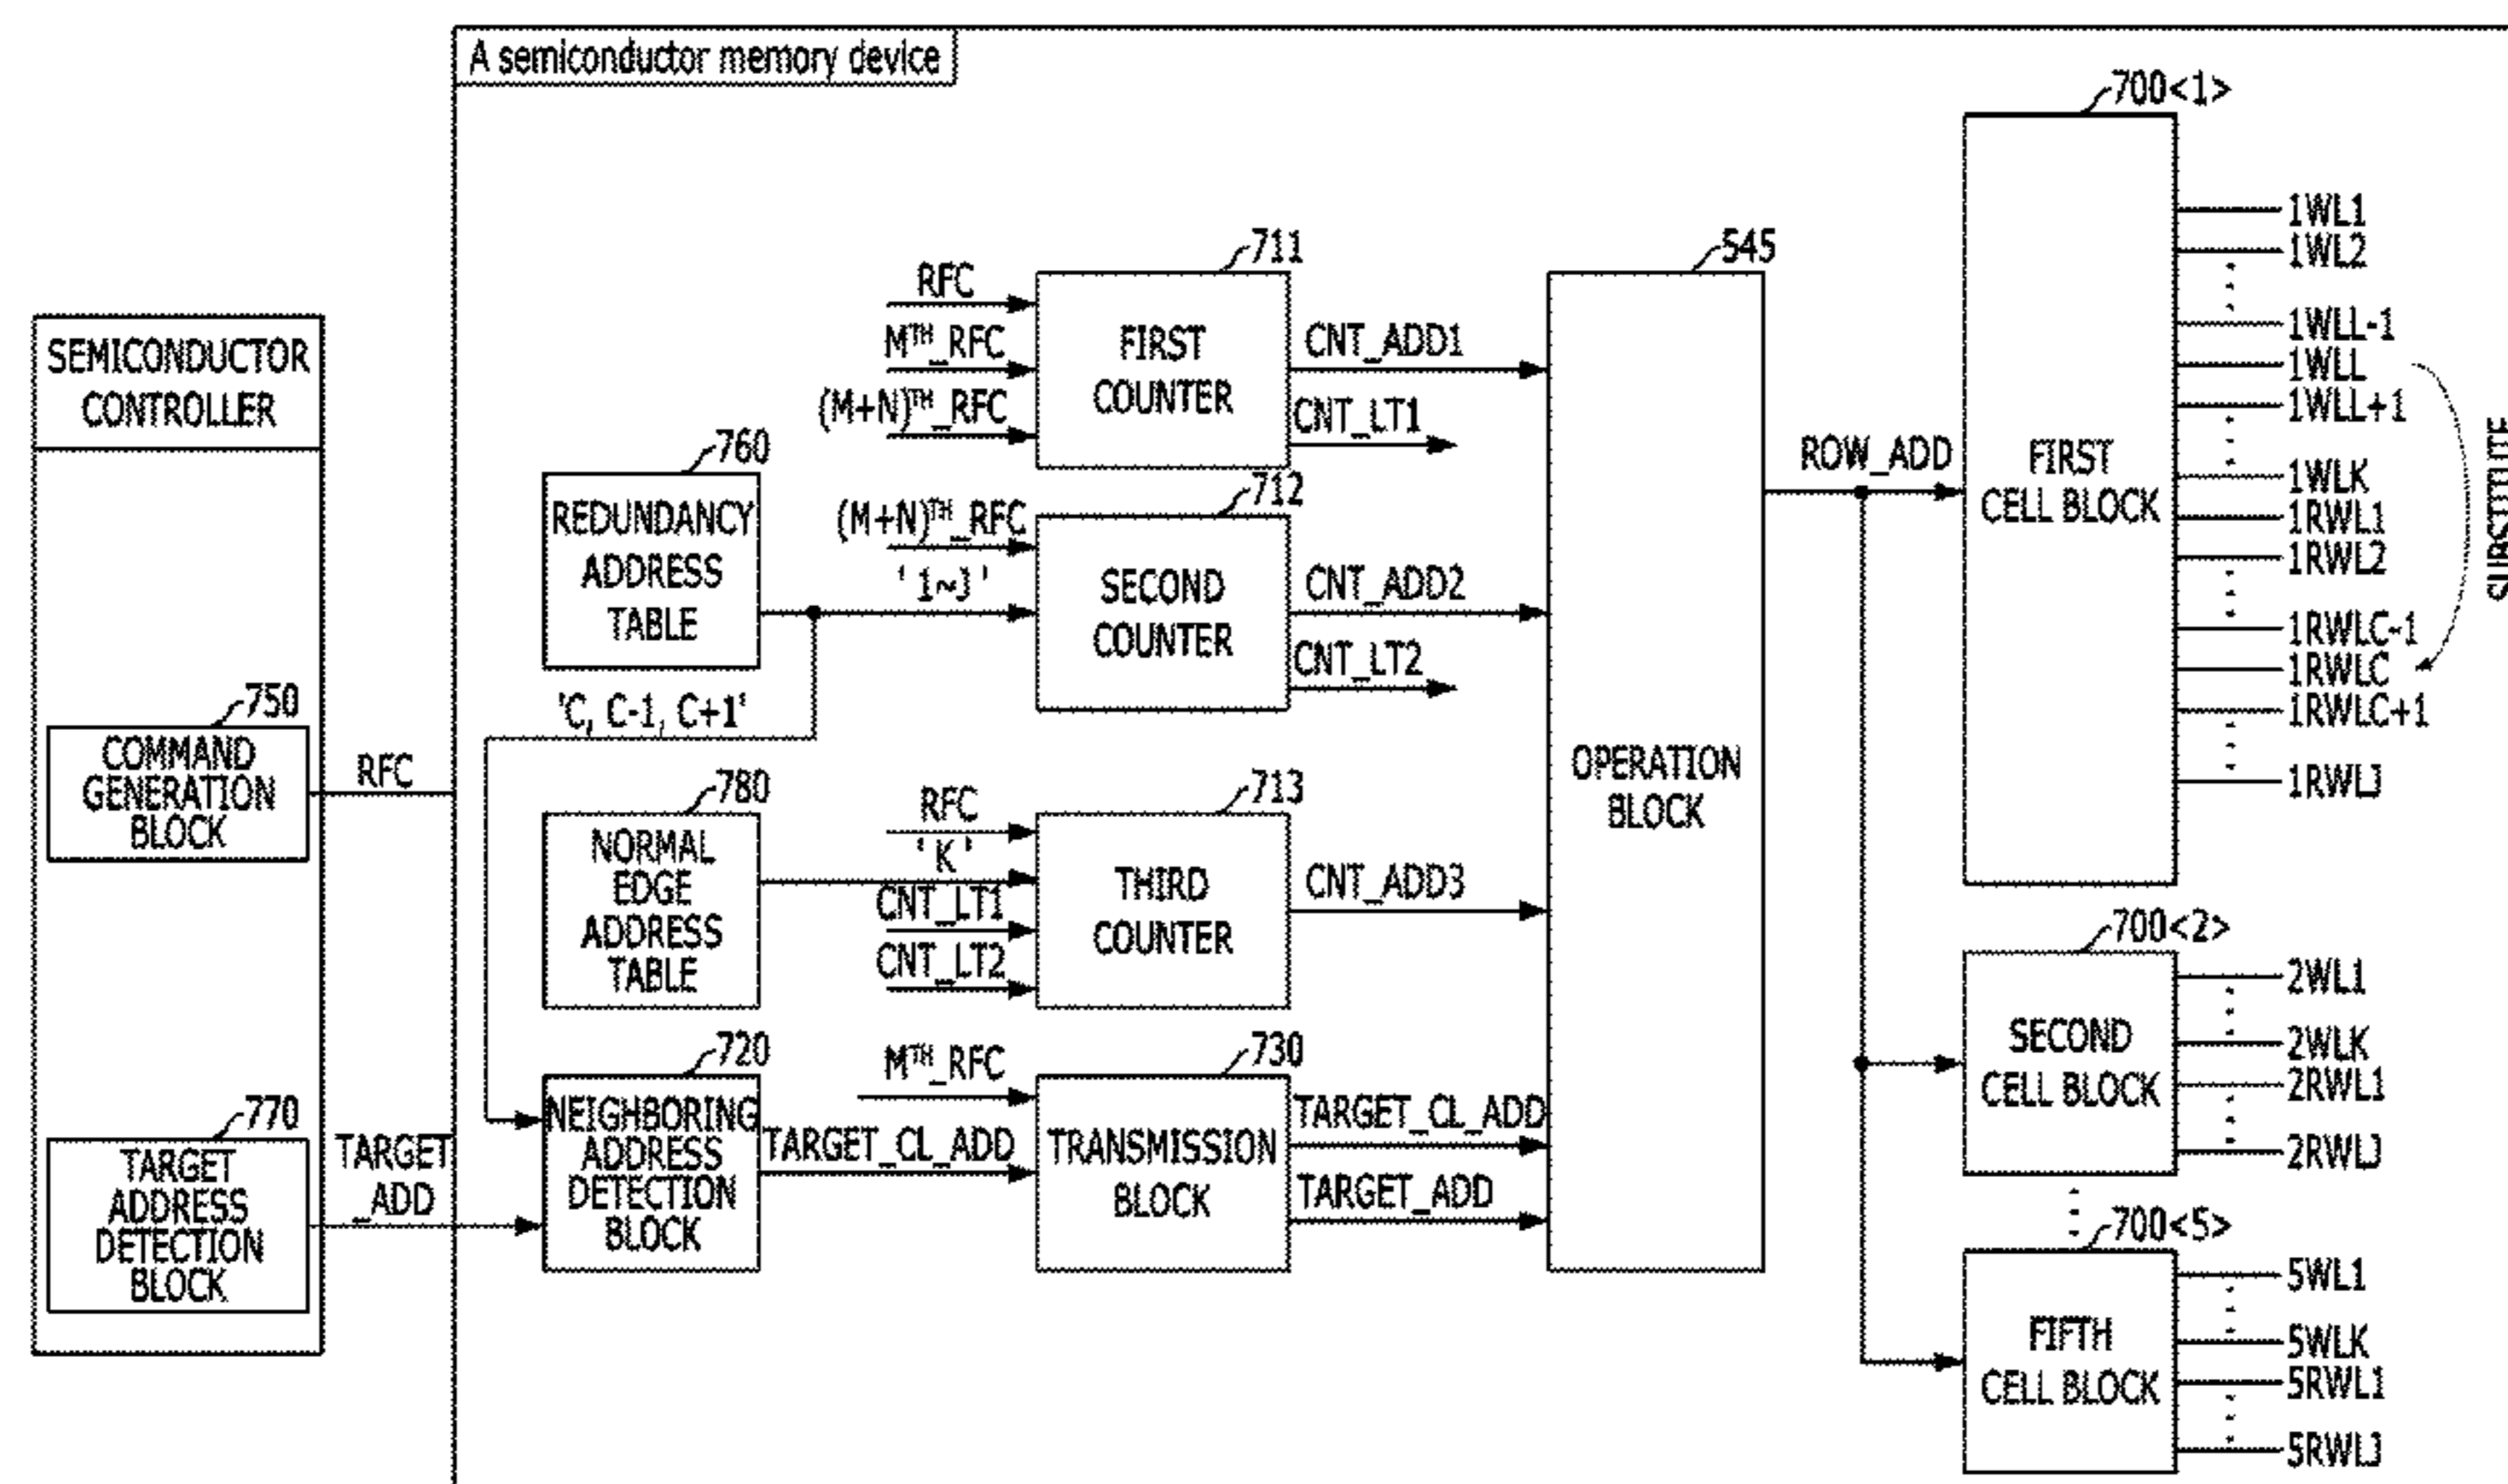 A semiconductor memory device
SEMICONDUCTOR
CONTROLLER
750
COMMAND
GENERATION
BLOCK
RFC
770
TARGET
ADDRESS
DETECTION
BLOCK
TARGET
_ADD
760
REDUNDANCY
ADDRESS
TABLE
'C, C-1, C+1'
780
NORMAL
EDGE
ADDRESS
TABLE
720
NEIGHBORING
ADDRESS
DETECTION
BLOCK
TARGET_CL_ADD
711
RFC
Mᵀᴴ_RFC
(M+N)ᵀᴴ_RFC
FIRST
COUNTER
CNT_ADD1
CNT_LT1
712
(M+N)ᵀᴴ_RFC
' 1~J '
SECOND
COUNTER
CNT_ADD2
CNT_LT2
713
RFC
' K '
CNT_LT1
CNT_LT2
THIRD
COUNTER
CNT_ADD3
730
Mᵀᴴ_RFC
TRANSMISSION
BLOCK
TARGET_CL_ADD
TARGET_ADD
545
OPERATION
BLOCK
ROW_ADD
700<1>
FIRST
CELL BLOCK
1WL1
1WL2
1WLL-1
1WLL
1WLL+1
1WLK
1RWL1
1RWL2
1RWLC-1
1RWLC
1RWLC+1
1RWLJ
SUBSTITUTE
700<2>
SECOND
CELL BLOCK
2WL1
2WLK
2RWL1
2RWLJ
700<5>
FIFTH
CELL BLOCK
5WL1
5WLK
5RWL1
5RWLJ